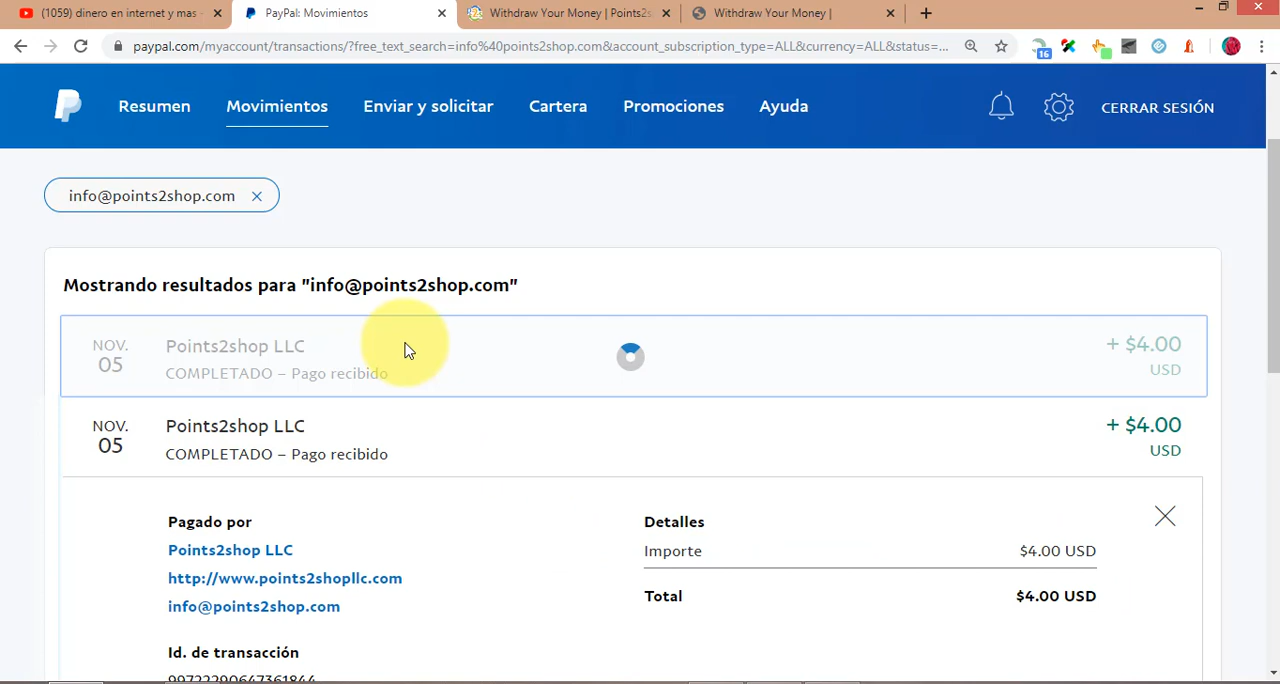 (1059) dinero en internet y mas
PayPal: Movimientos
Withdraw Your Money | Points2s
Withdraw Your Money |
paypal.com/myaccount/transactions/?free_text_search=info%40points2shop.com&account_subscription_type=ALL&currency=ALL&status=...
16
Resumen
Movimientos
Enviar y solicitar
Cartera
Promociones
Ayuda
CERRAR SESIÓN
info@points2shop.com
Mostrando resultados para "info@points2shop.com"
NOV.
05
Points2shop LLC
COMPLETADO – Pago recibido
+ $4.00
USD
NOV.
05
Points2shop LLC
COMPLETADO – Pago recibido
+ $4.00
USD
Pagado por
Points2shop LLC
http://www.points2shopllc.com
info@points2shop.com
Detalles
Importe $4.00 USD
Total $4.00 USD
Id. de transacción